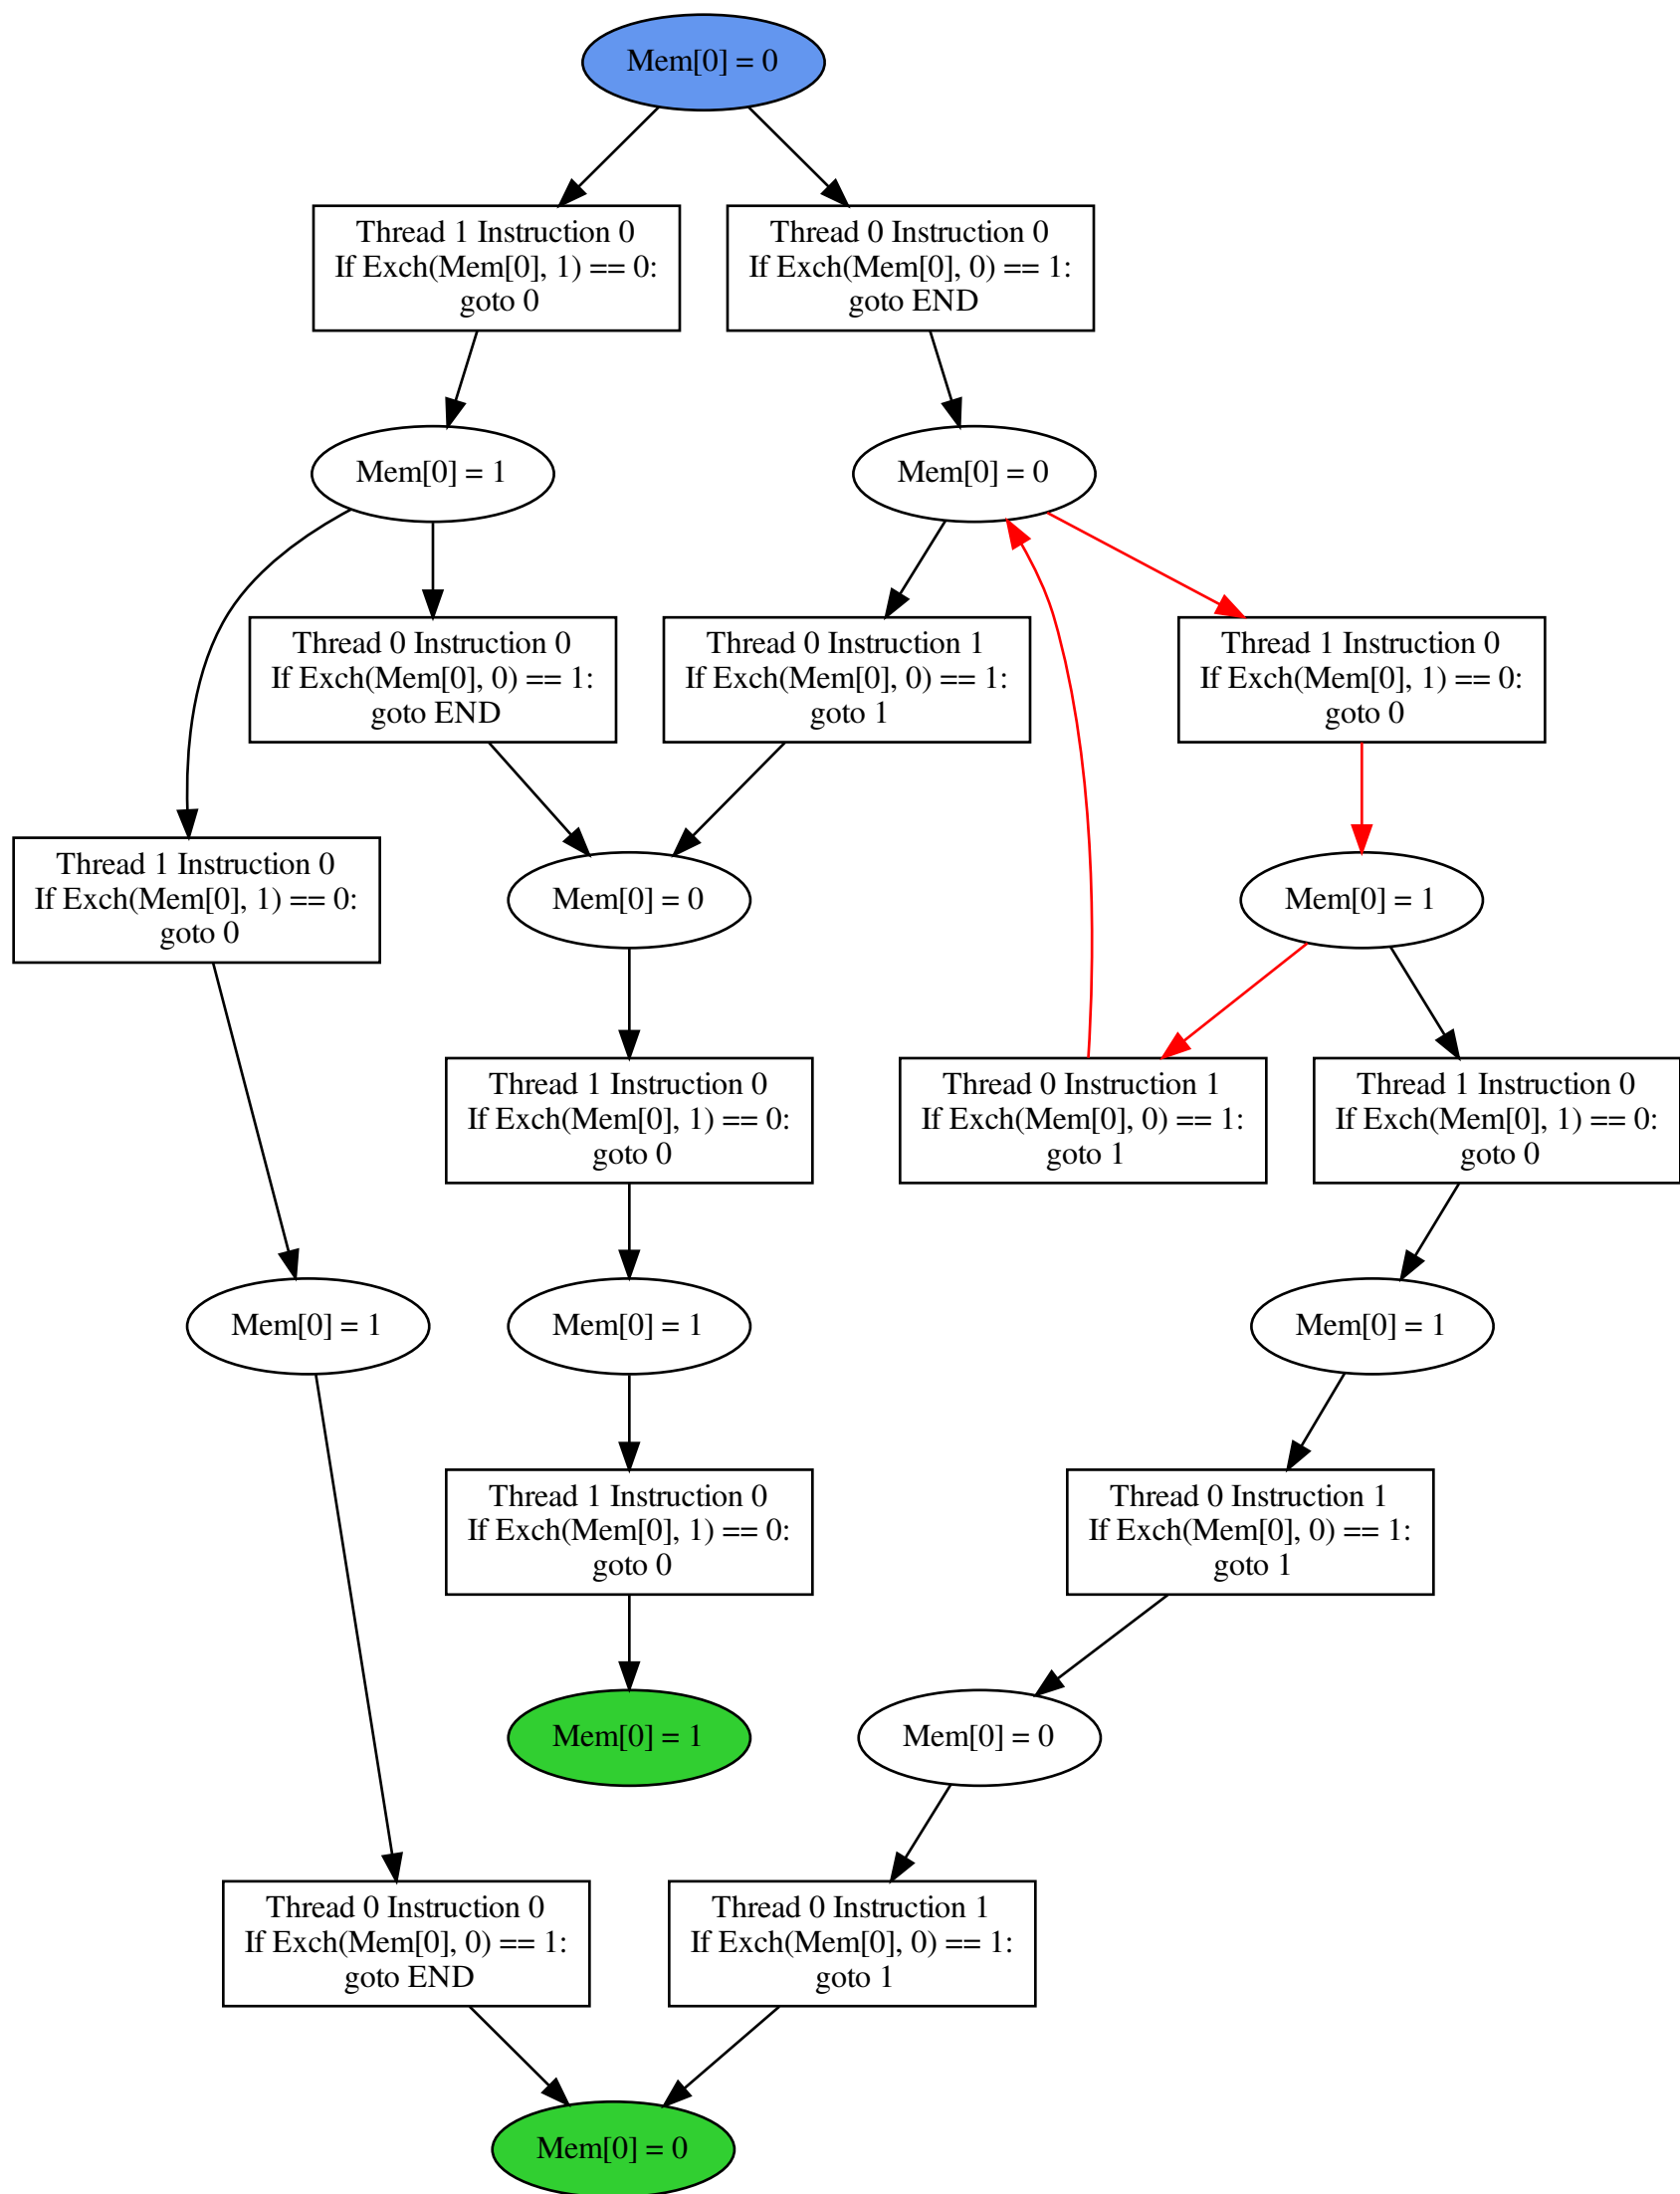 Mem[0] = 0
Thread 1 Instruction 0
If Exch(Mem[0], 1) == 0:
goto 0
Thread 0 Instruction 0
If Exch(Mem[0], 0) == 1:
goto END
Mem[0] = 1
Mem[0] = 0
Thread 0 Instruction 0
If Exch(Mem[0], 0) == 1:
goto END
Thread 0 Instruction 1
If Exch(Mem[0], 0) == 1:
goto 1
Thread 1 Instruction 0
If Exch(Mem[0], 1) == 0:
goto 0
Thread 1 Instruction 0
If Exch(Mem[0], 1) == 0:
goto 0
Mem[0] = 0
Mem[0] = 1
Thread 1 Instruction 0
If Exch(Mem[0], 1) == 0:
goto 0
Thread 0 Instruction 1
If Exch(Mem[0], 0) == 1:
goto 1
Thread 1 Instruction 0
If Exch(Mem[0], 1) == 0:
goto 0
Mem[0] = 1
Mem[0] = 1
Mem[0] = 1
Thread 1 Instruction 0
If Exch(Mem[0], 1) == 0:
goto 0
Thread 0 Instruction 1
If Exch(Mem[0], 0) == 1:
goto 1
Mem[0] = 1
Mem[0] = 0
Thread 0 Instruction 0
If Exch(Mem[0], 0) == 1:
goto END
Thread 0 Instruction 1
If Exch(Mem[0], 0) == 1:
goto 1
Mem[0] = 0